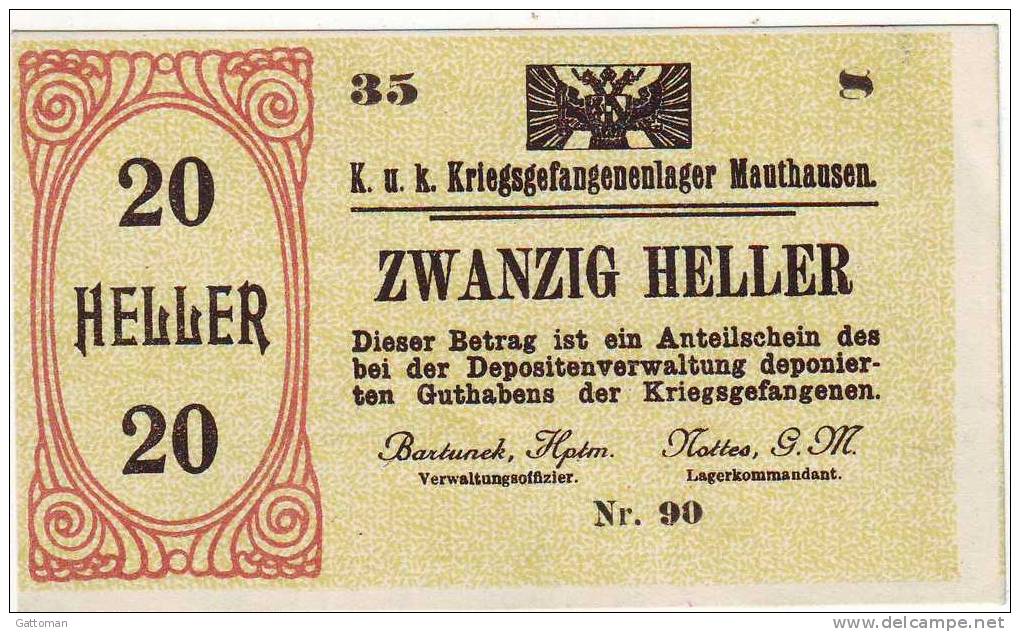 20
HELLER
20
35 8
K. u. k. Kriegsgefangenenlager Mauthausen.
ZWANZIG HELLER
Dieser Betrag ist ein Anteilschein des
bei der Depositenverwaltung deponier-
ten Guthabens der Kriegsgefangenen.
Bartunek, Hptm. Nottes, G. M.
Verwaltungsoffizier. Lagerkommandant.
Nr. 90
Gattoman delcampe.net